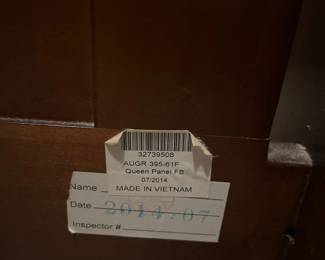 32739508
AUGR 395-61F
Queen Panel FB
07/2014
MADE IN VIETNAM
Name
Date 2014.07
Inspector #